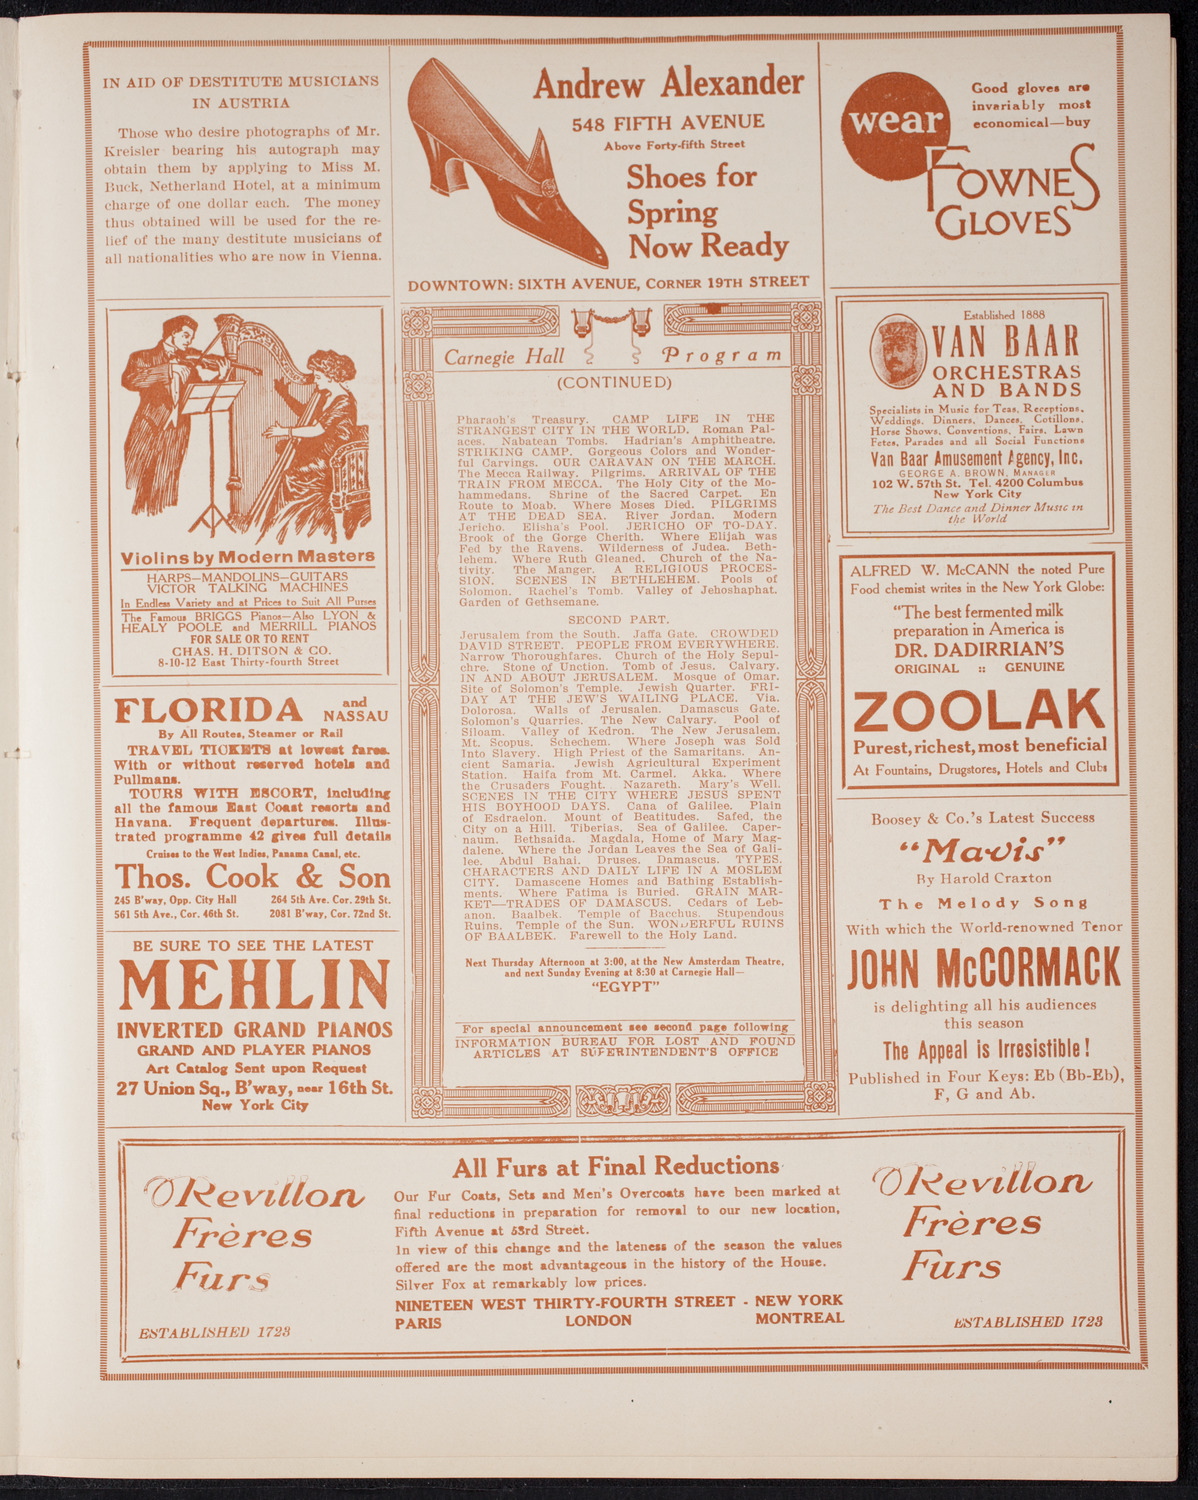 IN AID OF DESTITUTE MUSICIANS
IN AUSTRIA
Those who desire photographs of Mr.
Kreisler bearing his autograph may
obtain them by applying to Miss M.
Buck, Netherland Hotel, at a minimum
charge of one dollar each. The money
thus obtained will be used for the re-
lief of the many destitute musicians of
all nationalities who are now in Vienna.
Andrew Alexander
548 FIFTH AVENUE
Above Forty-fifth Street
Shoes for
Spring
Now Ready
DOWNTOWN: SIXTH AVENUE, CORNER 19TH STREET
Good gloves are
invariably most
economical—buy
wear
FOWNES
GLOVES
Violins by Modern Masters
HARPS—MANDOLINS—GUITARS
VICTOR TALKING MACHINES
In Endless Variety and at Prices to Suit All Purses
The Famous BRIGGS Pianos—Also LYON &
HEALY POOLE and MERRILL PIANOS
FOR SALE OR TO RENT
CHAS. H. DITSON & CO.
8-10-12 East Thirty-fourth Street
FLORIDA and
NASSAU
By All Routes, Steamer or Rail
TRAVEL TICKETS at lowest fares.
With or without reserved hotels and
Pullmans.
TOURS WITH ESCORT, including
all the famous East Coast resorts and
Havana. Frequent departures. Illus-
trated programme 42 gives full details
Cruises to the West Indies, Panama Canal, etc.
Thos. Cook & Son
245 B'way, Opp. City Hall 264 5th Ave. Cor. 29th St.
561 5th Ave., Cor. 46th St. 2081 B'way, Cor. 72nd St.
BE SURE TO SEE THE LATEST
MEHLIN
INVERTED GRAND PIANOS
GRAND AND PLAYER PIANOS
Art Catalog Sent upon Request
27 Union Sq., B'way, near 16th St.
New York City
Carnegie Hall Program
(CONTINUED)
Pharaoh's Treasury. CAMP LIFE IN THE
STRANGEST CITY IN THE WORLD. Roman Pal-
aces. Nabatean Tombs. Hadrian's Amphitheatre.
STRIKING CAMP. Gorgeous Colors and Wonder-
ful Carvings. OUR CARAVAN ON THE MARCH.
The Mecca Railway. Pilgrims. ARRIVAL OF THE
TRAIN FROM MECCA. The Holy City of the Mo-
hammedans. Shrine of the Sacred Carpet. En
Route to Moab. Where Moses Died. PILGRIMS
AT THE DEAD SEA. River Jordan. Modern
Jericho. Elisha's Pool. JERICHO OF TO-DAY.
Brook of the Gorge Cherith. Where Elijah was
Fed by the Ravens. Wilderness of Judea. Beth-
lehem. Where Ruth Gleaned. Church of the Na-
tivity. The Manger. A RELIGIOUS PROCES-
SION. SCENES IN BETHLEHEM. Pools of
Solomon. Rachel's Tomb. Valley of Jehoshaphat.
Garden of Gethsemane.
SECOND PART.
Jerusalem from the South. Jaffa Gate. CROWDED
DAVID STREET. PEOPLE FROM EVERYWHERE.
Narrow Thoroughfares. Church of the Holy Sepul-
chre. Stone of Unction. Tomb of Jesus. Calvary.
IN AND ABOUT JERUSALEM. Mosque of Omar.
Site of Solomon's Temple. Jewish Quarter. FRI-
DAY AT THE JEW'S WAILING PLACE. Via.
Dolorosa. Walls of Jerusalen. Damascus Gate.
Solomon's Quarries. The New Calvary. Pool of
Siloam. Valley of Kedron. The New Jerusalem.
Mt. Scopus. Schechem. Where Joseph was Sold
Into Slavery. High Priest of the Samaritans. An-
cient Samaria. Jewish Agricultural Experiment
Station. Haifa from Mt. Carmel. Akka. Where
the Crusaders Fought. Nazareth. Mary's Well.
SCENES IN THE CITY WHERE JESUS SPENT
HIS BOYHOOD DAYS. Cana of Galilee. Plain
of Esdraelon. Mount of Beatitudes. Safed, the
City on a Hill. Tiberias. Sea of Galilee. Caper-
naum. Bethsaida. Magdala, Home of Mary Mag-
dalene. Where the Jordan Leaves the Sea of Gali-
lee. Abdul Bahai. Druses. Damascus. TYPES.
CHARACTERS AND DAILY LIFE IN A MOSLEM
CITY. Damascene Homes and Bathing Establish-
ments. Where Fatima is Buried. GRAIN MAR-
KET—TRADES OF DAMASCUS. Cedars of Leb-
anon. Baalbek. Temple of Bacchus. Stupendous
Ruins. Temple of the Sun. WONDERFUL RUINS
OF BAALBEK. Farewell to the Holy Land.
Next Thursday Afternoon at 3:00, at the New Amsterdam Theatre,
and next Sunday Evening at 8:30 at Carnegie Hall—
"EGYPT"
For special announcement see second page following
INFORMATION BUREAU FOR LOST AND FOUND
ARTICLES AT SUPERINTENDENT'S OFFICE
Established 1888
VAN BAAR
ORCHESTRAS
AND BANDS
Specialists in Music for Teas, Receptions,
Weddings, Dinners, Dances, Cotillons,
Horse Shows, Conventions, Fairs, Lawn
Fetes, Parades and all Social Functions
Van Baar Amusement Agency, Inc.
GEORGE A. BROWN, MANAGER
102 W. 57th St. Tel. 4200 Columbus
New York City
The Best Dance and Dinner Music in
the World
ALFRED W. McCANN the noted Pure
Food chemist writes in the New York Globe:
"The best fermented milk
preparation in America is
DR. DADIRRIAN'S
ORIGINAL :: GENUINE
ZOOLAK
Purest, richest, most beneficial
At Fountains, Drugstores, Hotels and Clubs
Boosey & Co.'s Latest Success
"Mavis"
By Harold Craxton
The Melody Song
With which the World-renowned Tenor
JOHN McCORMACK
is delighting all his audiences
this season
The Appeal is Irresistible!
Published in Four Keys: Eb (Bb-Eb),
F, G and Ab.
Revillon
Frères
Furs
ESTABLISHED 1723
All Furs at Final Reductions
Our Fur Coats, Sets and Men's Overcoats have been marked at
final reductions in preparation for removal to our new location,
Fifth Avenue at 53rd Street.
In view of this change and the lateness of the season the values
offered are the most advantageous in the history of the House.
Silver Fox at remarkably low prices.
NINETEEN WEST THIRTY-FOURTH STREET - NEW YORK
PARIS LONDON MONTREAL
Revillon
Frères
Furs
ESTABLISHED 1723